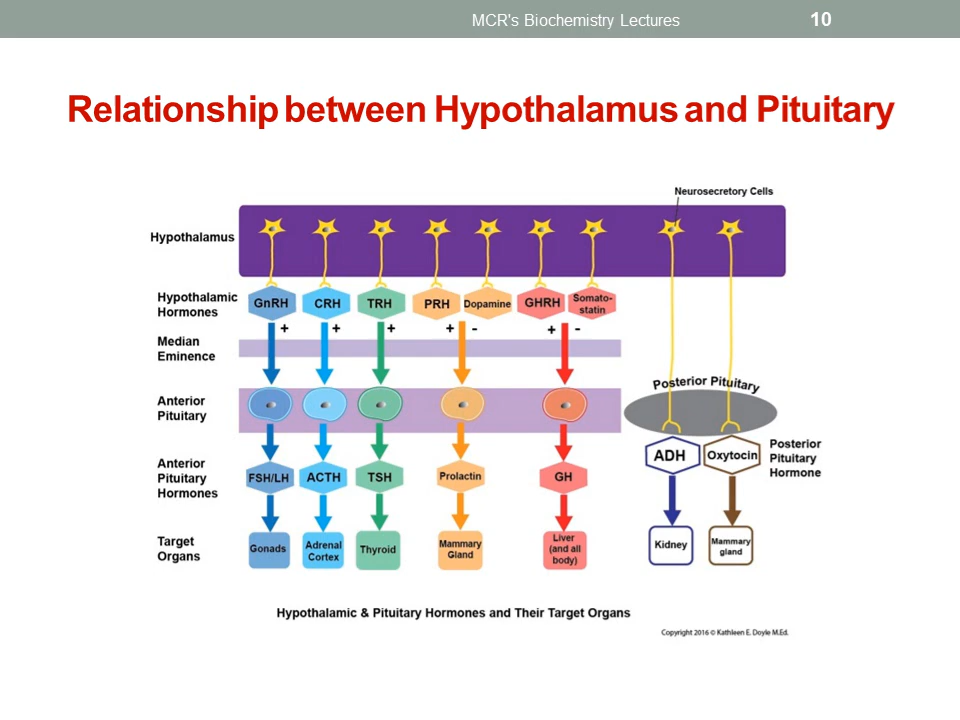 MCR's Biochemistry Lectures
10
Relationship between Hypothalamus and Pituitary
Neurosecretory Cells
Hypothalamus
Hypothalamic
Hormones
GnRH
CRH
TRH
PRH
Dopamine
GHRH
Somato-
statin
+
+
+
+
-
+
-
Median
Eminence
Anterior
Pituitary
Posterior Pituitary
Anterior
Pituitary
Hormones
FSH/LH
ACTH
TSH
Prolactin
GH
ADH
Oxytocin
Posterior
Pituitary
Hormone
Target
Organs
Gonads
Adrenal
Cortex
Thyroid
Mammary
Gland
Liver
(and all
body)
Kidney
Mammary
gland
Hypothalamic & Pituitary Hormones and Their Target Organs
Copyright 2016 © Kathleen E. Doyle M.Ed.